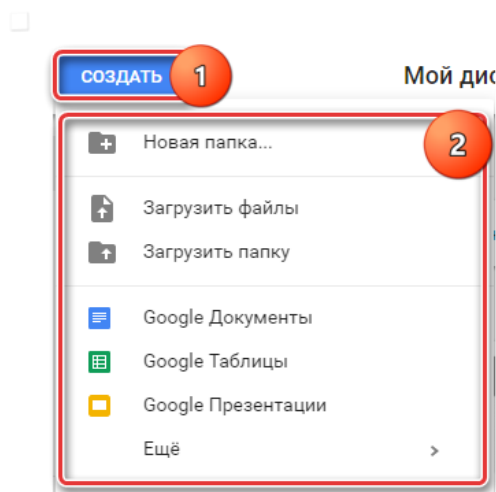 СОЗДАТЬ 1 Мой дис
2
Новая папка...
Загрузить файлы
Загрузить папку
Google Документы
Google Таблицы
Google Презентации
Ещё >